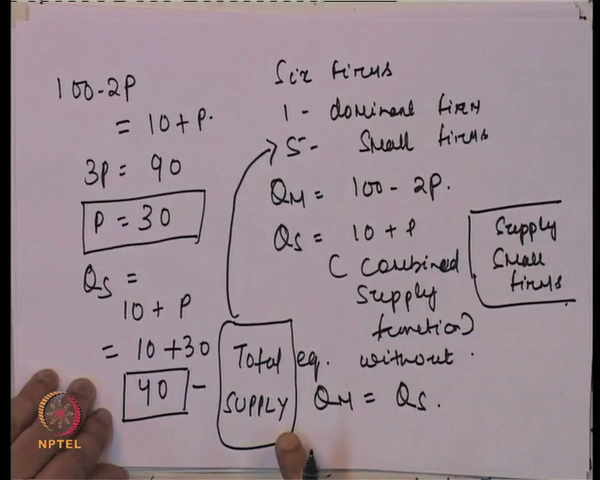 100-2P
= 10+P.
3P = 90
P = 30
QS =
10 + P
= 10+30
40 -
Total
SUPPLY
Six firms
1 - dominant firm
5 - Small firms
QM = 100 - 2P.
QS = 10 + P
( Combined
Supply
function)
eq. without.
QM = QS.
Supply
Small
firms
NPTEL